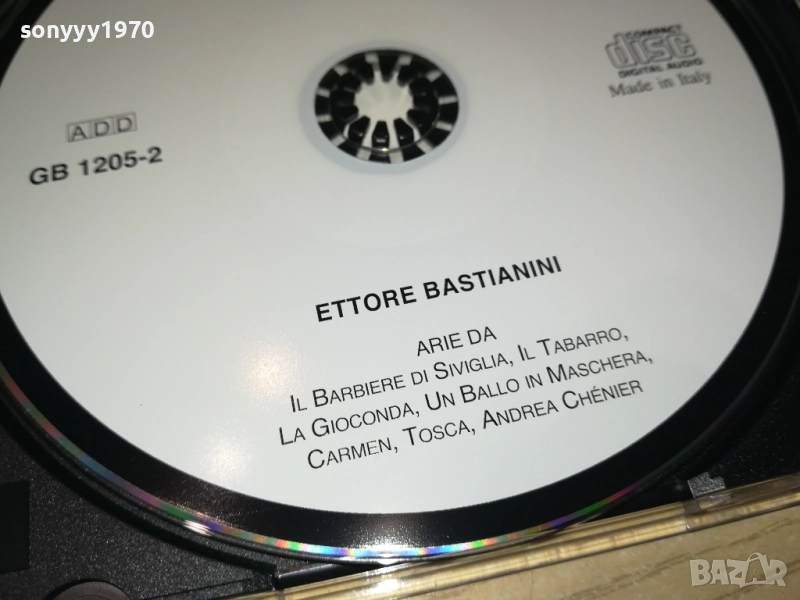 sonyyy1970
COMPACT
disc
DIGITAL AUDIO
Made in Italy
ADD
GB 1205-2
ETTORE BASTIANINI
ARIE DA
IL BARBIERE DI SIVIGLIA, IL TABARRO,
LA GIOCONDA, UN BALLO IN MASCHERA,
CARMEN, TOSCA, ANDREA CHÉNIER
BAZAR